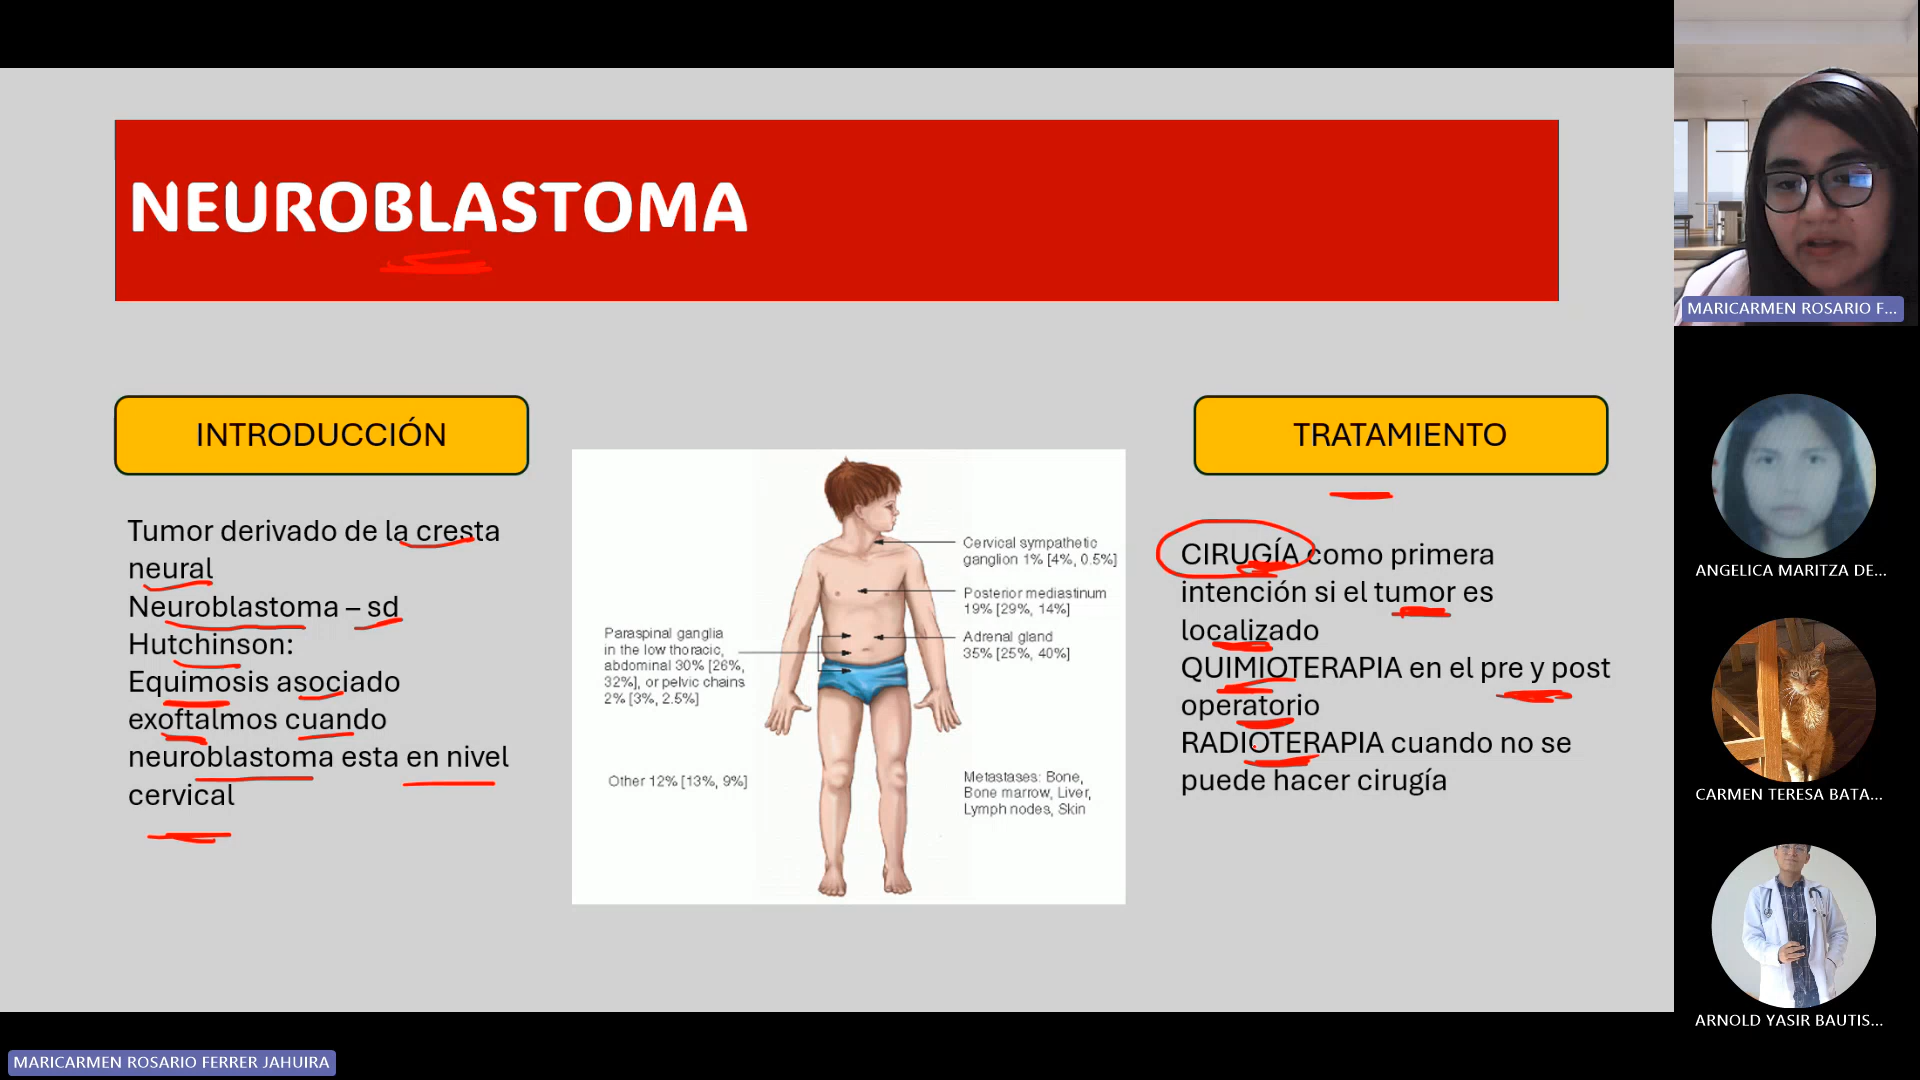 NEUROBLASTOMA
INTRODUCCIÓN
Tumor derivado de la cresta
neural
Neuroblastoma – sd
Hutchinson:
Equimosis asociado
exoftalmos cuando
neuroblastoma esta en nivel
cervical
Cervical sympathetic
ganglion 1% [4%, 0.5%]
Posterior mediastinum
19% [29%, 14%]
Adrenal gland
35% [25%, 40%]
Paraspinal ganglia
in the low thoracic,
abdominal 30% [26%,
32%], or pelvic chains
2% [3%, 2.5%]
Other 12% [13%, 9%]
Metastases: Bone,
Bone marrow, Liver,
Lymph nodes, Skin
TRATAMIENTO
CIRUGÍA como primera
intención si el tumor es
localizado
QUIMIOTERAPIA en el pre y post
operatorio
RADIOTERAPIA cuando no se
puede hacer cirugía
MARICARMEN ROSARIO F...
ANGELICA MARITZA DE...
CARMEN TERESA BATA...
ARNOLD YASIR BAUTIS...
MARICARMEN ROSARIO FERRER JAHUIRA